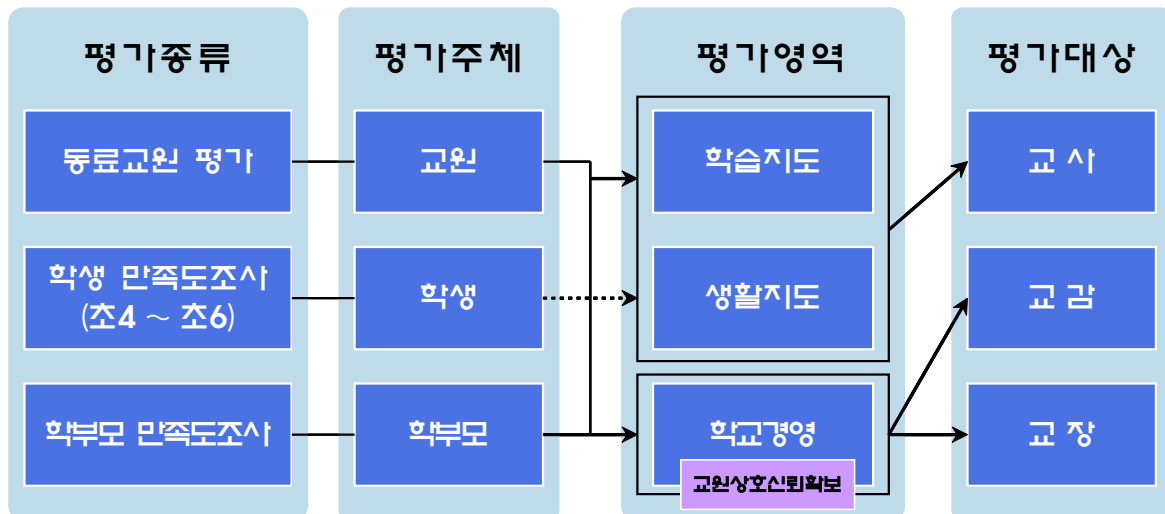 평가종류
평가주체
평가영역
평가대상
동료교원 평가
교원
학습지도
교 사
학생 만족도조사
(초4 ~ 초6)
학생
생활지도
교 감
학부모 만족도조사
학부모
학교경영
교 장
교원상호신뢰확보